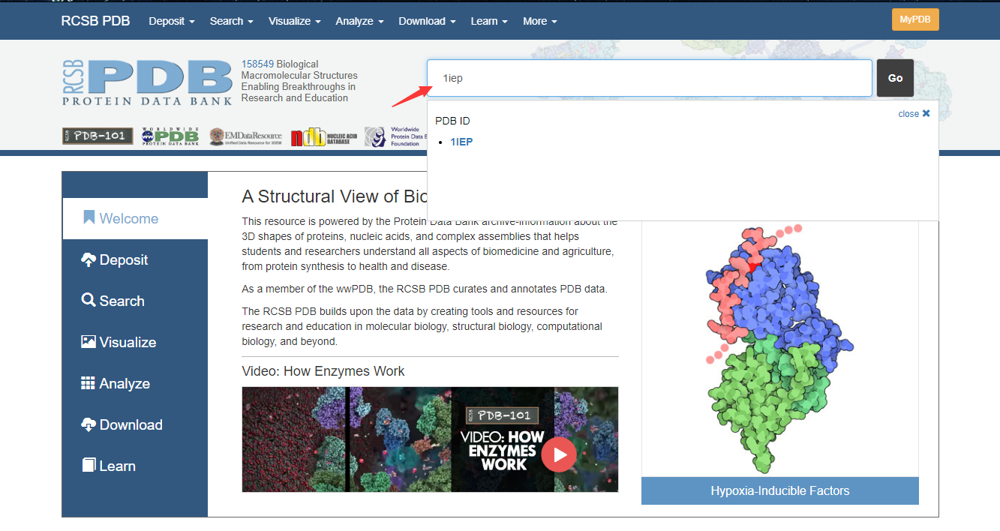 RCSB PDB Deposit Search Visualize Analyze Download Learn More MyPDB
RCSB PDB
PROTEIN DATA BANK
158549 Biological
Macromolecular Structures
Enabling Breakthroughs in
Research and Education
1iep
Go
close
PDB ID
1IEP
PDB-101
WORLDWIDE
PDB
PROTEIN DATA BANK
EMDataResource
Unified Data Resource for 3DEM
ndb NUCLEIC ACID
DATABASE
Worldwide
Protein Data
Foundation
Welcome
Deposit
Search
Visualize
Analyze
Download
Learn
A Structural View of Bio
This resource is powered by the Protein Data Bank archive-information about the
3D shapes of proteins, nucleic acids, and complex assemblies that helps
students and researchers understand all aspects of biomedicine and agriculture,
from protein synthesis to health and disease.
As a member of the wwPDB, the RCSB PDB curates and annotates PDB data.
The RCSB PDB builds upon the data by creating tools and resources for
research and education in molecular biology, structural biology, computational
biology, and beyond.
Video: How Enzymes Work
RCSB PDB-101
VIDEO: HOW
ENZYMES
WORK
Hypoxia-Inducible Factors